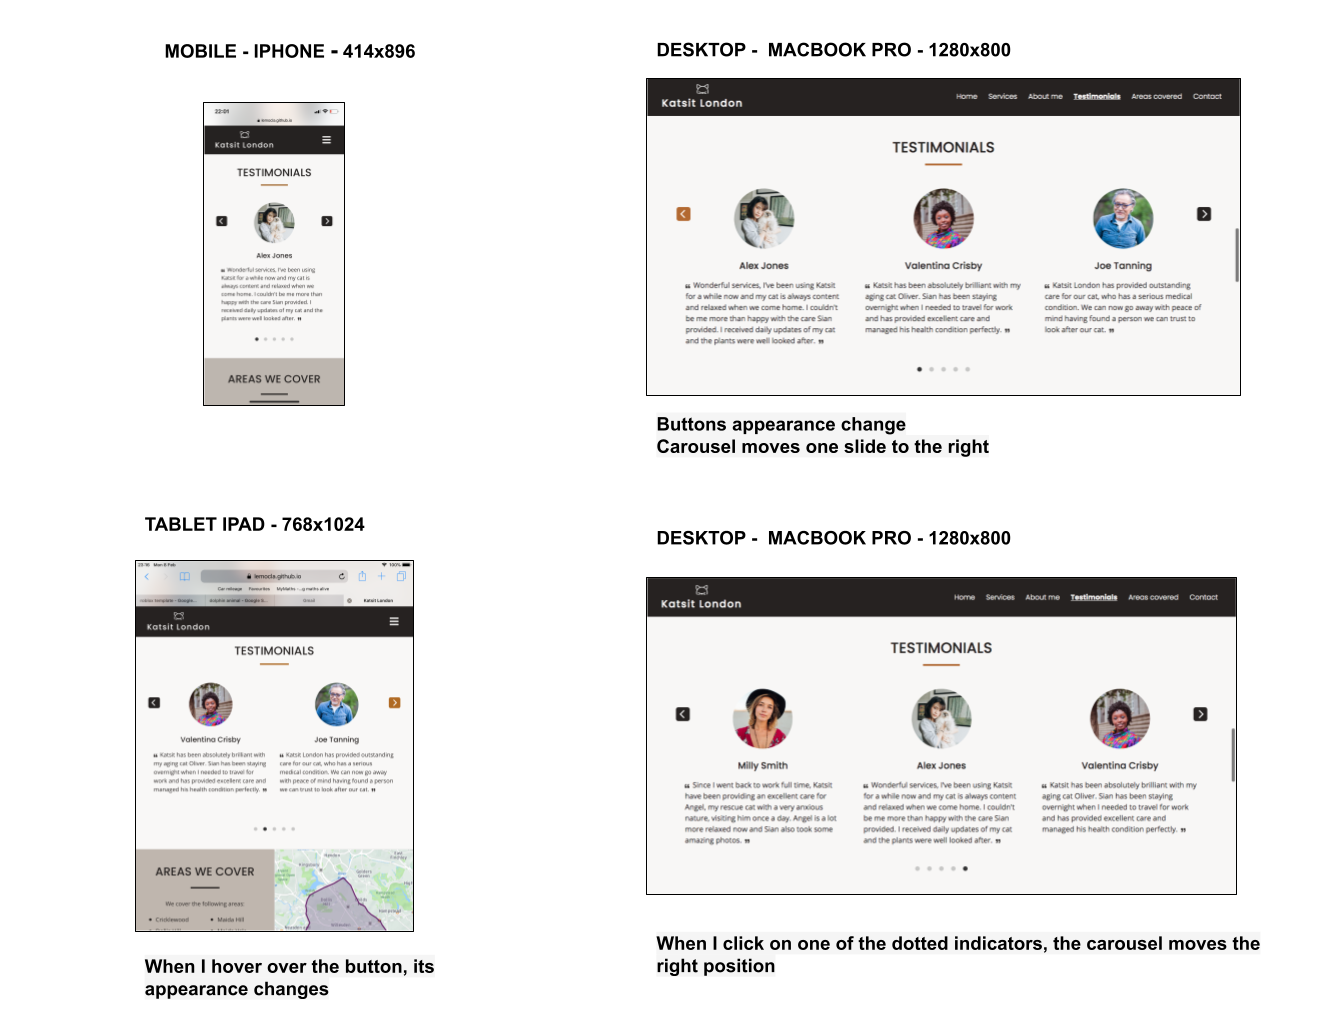 MOBILE - IPHONE - 414x896
22:01
lemocla.github.io
Katsit London
TESTIMONIALS
Alex Jones
❝ Wonderful services, I've been using
Katsit for a while now and my cat is
always content and relaxed when we
come home. I couldn't be me more than
happy with the care Sian provided. I
received daily updates of my cat and the
plants were well looked after. ❞
AREAS WE COVER
DESKTOP - MACBOOK PRO - 1280x800
Katsit London
Home Services About me Testimonials Areas covered Contact
TESTIMONIALS
Alex Jones
❝ Wonderful services, I've been using Katsit
for a while now and my cat is always content
and relaxed when we come home. I couldn't
be me more than happy with the care Sian
provided. I received daily updates of my cat
and the plants were well looked after. ❞
Valentina Crisby
❝ Katsit has been absolutely brilliant with my
aging cat Oliver. Sian has been staying
overnight when I needed to travel for work
and has provided excellent care and
managed his health condition perfectly. ❞
Joe Tanning
❝ Katsit London has provided outstanding
care for our cat, who has a serious medical
condition. We can now go away with peace of
mind having found a person we can trust to
look after our cat. ❞
Buttons appearance change
Carousel moves one slide to the right
TABLET IPAD - 768x1024
23:16 Mon 8 Feb
100%
lemocla.github.io
Car mileage Favourites MyMaths -...g maths alive
Gmail
Katsit London
Katsit London
TESTIMONIALS
Valentina Crisby
❝ Katsit has been absolutely brilliant with
my aging cat Oliver. Sian has been staying
overnight when I needed to travel for
work and has provided excellent care and
managed his health condition perfectly. ❞
Joe Tanning
❝ Katsit London has provided outstanding
care for our cat, who has a serious
medical condition. We can now go away
with peace of mind having found a person
we can trust to look after our cat. ❞
AREAS WE COVER
We cover the following areas:
Cricklewood
Maida Hill
When I hover over the button, its
appearance changes
DESKTOP - MACBOOK PRO - 1280x800
Katsit London
Home Services About me Testimonials Areas covered Contact
TESTIMONIALS
Milly Smith
❝ Since I went back to work full time, Katsit
have been providing an excellent care for
Angel, my rescue cat with a very anxious
nature, visiting him once a day. Angel is a lot
more relaxed now and Sian also took some
amazing photos. ❞
Alex Jones
❝ Wonderful services, I've been using Katsit
for a while now and my cat is always content
and relaxed when we come home. I couldn't
be me more than happy with the care Sian
provided. I received daily updates of my cat
and the plants were well looked after. ❞
Valentina Crisby
❝ Katsit has been absolutely brilliant with my
aging cat Oliver. Sian has been staying
overnight when I needed to travel for work
and has provided excellent care and
managed his health condition perfectly. ❞
When I click on one of the dotted indicators, the carousel moves the
right position